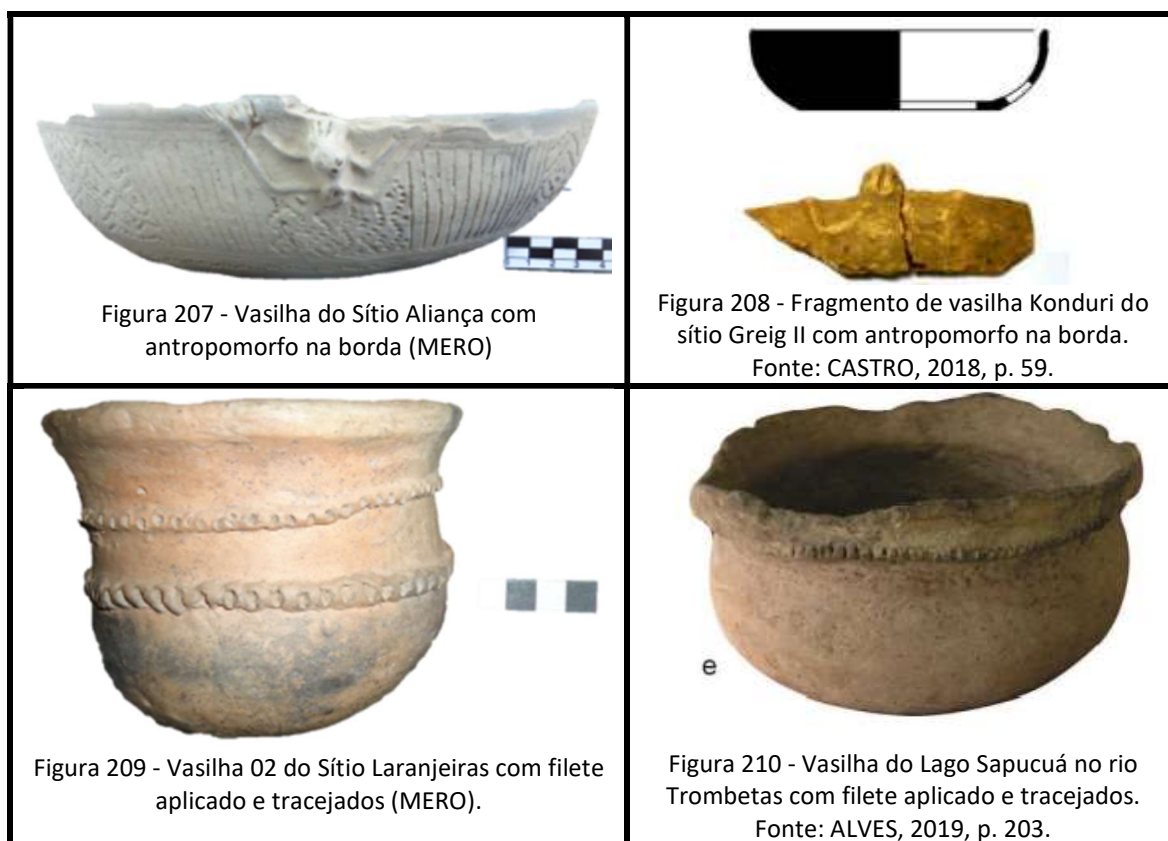 Figura 207 - Vasilha do Sítio Aliança com
antropomorfo na borda (MERO)
Figura 208 - Fragmento de vasilha Konduri do
sítio Greig II com antropomorfo na borda.
Fonte: CASTRO, 2018, p. 59.
Figura 209 - Vasilha 02 do Sítio Laranjeiras com filete
aplicado e tracejados (MERO).
e
Figura 210 - Vasilha do Lago Sapucuá no rio
Trombetas com filete aplicado e tracejados.
Fonte: ALVES, 2019, p. 203.